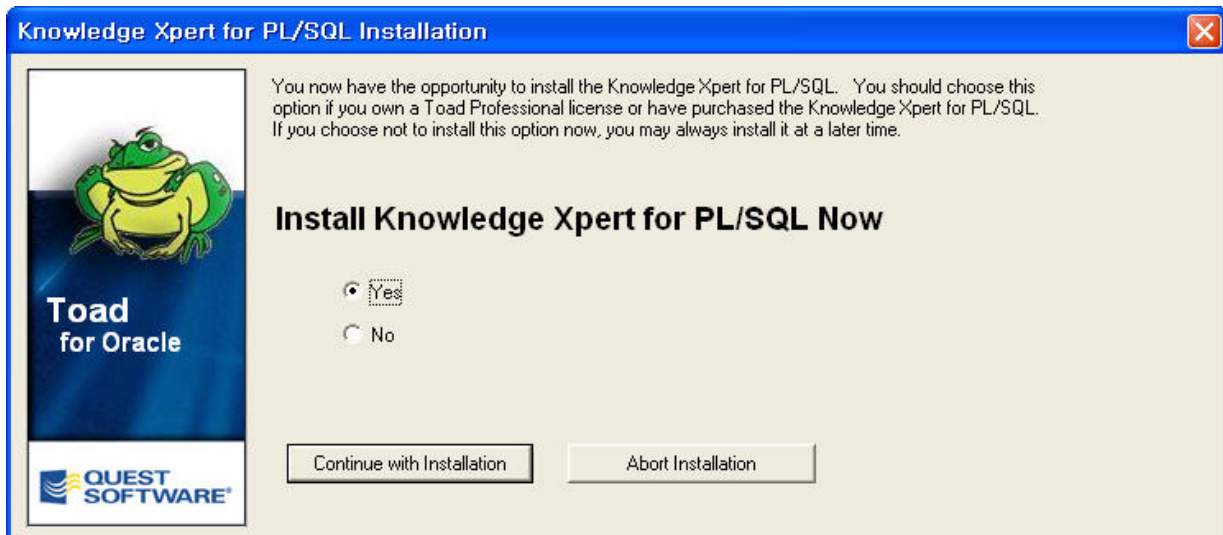 Knowledge Xpert for PL/SQL Installation
You now have the opportunity to install the Knowledge Xpert for PL/SQL. You should choose this
option if you own a Toad Professional license or have purchased the Knowledge Xpert for PL/SQL.
If you choose not to install this option now, you may always install it at a later time.
Install Knowledge Xpert for PL/SQL Now
Yes
No
Toad
for Oracle
Continue with Installation
Abort Installation
QUEST
SOFTWARE®